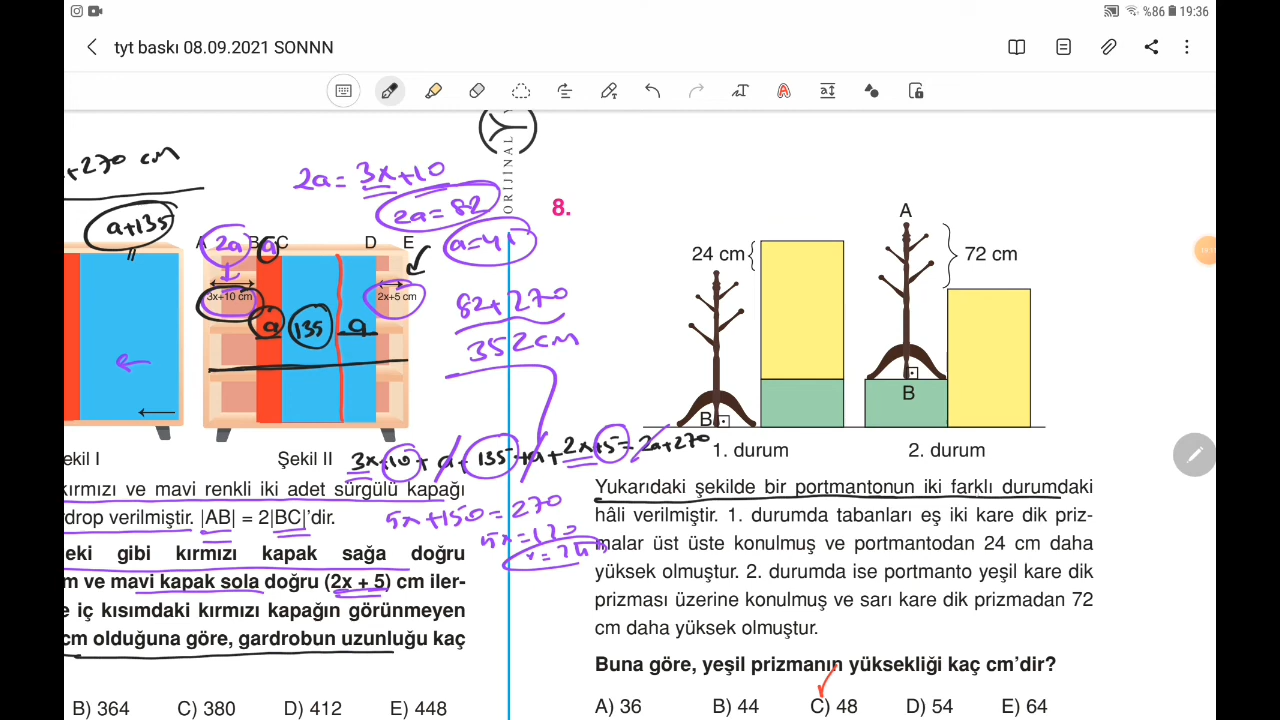 %86 19:36
tyt baskı 08.09.2021 SONNN
ORIJINAL Y
+270 cm
a+135
2a = 3x+10
2a = 82
a = 41
82+270
352 cm
A 2a B a C D E
3x+10 cm
2x+5 cm
a 135 a
ekil I
Şekil II
3x+10 + a + 135 + a + 2x+5 = 2a+270
5x+150 = 270
5x = 120
x = 24
kırmızı ve mavi renkli iki adet sürgülü kapağı
rdrop verilmiştir. |AB| = 2|BC|'dir.
eki gibi kırmızı kapak sağa doğru
m ve mavi kapak sola doğru (2x + 5) cm iler-
e iç kısımdaki kırmızı kapağın görünmeyen
cm olduğuna göre, gardrobun uzunluğu kaç
B) 364 C) 380 D) 412 E) 448
8.
A
24 cm
72 cm
B
B
1. durum
2. durum
Yukarıdaki şekilde bir portmantonun iki farklı durumdaki
hâli verilmiştir. 1. durumda tabanları eş iki kare dik priz-
malar üst üste konulmuş ve portmantodan 24 cm daha
yüksek olmuştur. 2. durumda ise portmanto yeşil kare dik
prizması üzerine konulmuş ve sarı kare dik prizmadan 72
cm daha yüksek olmuştur.
Buna göre, yeşil prizmanın yüksekliği kaç cm'dir?
A) 36 B) 44 C) 48 D) 54 E) 64